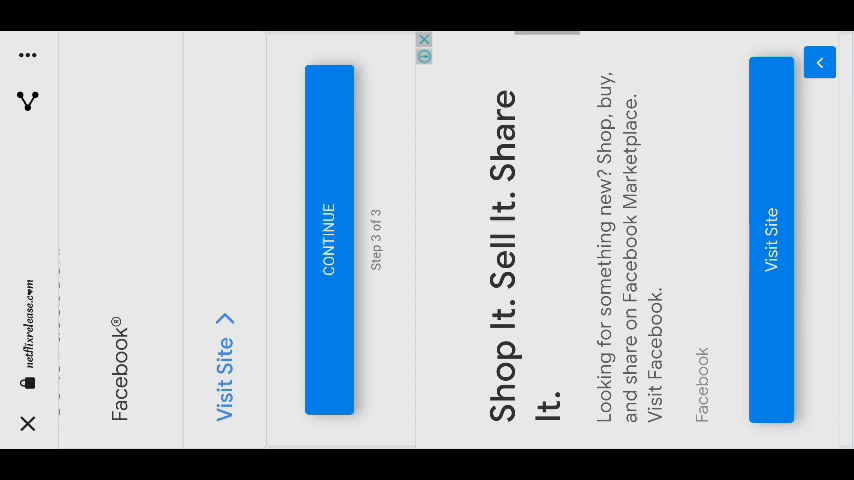 netflixrelease.com
Facebook®
Visit Site
CONTINUE
Step 3 of 3
Shop It. Sell It. Share
It.
Looking for something new? Shop, buy,
and share on Facebook Marketplace.
Visit Facebook.
Facebook
Visit Site